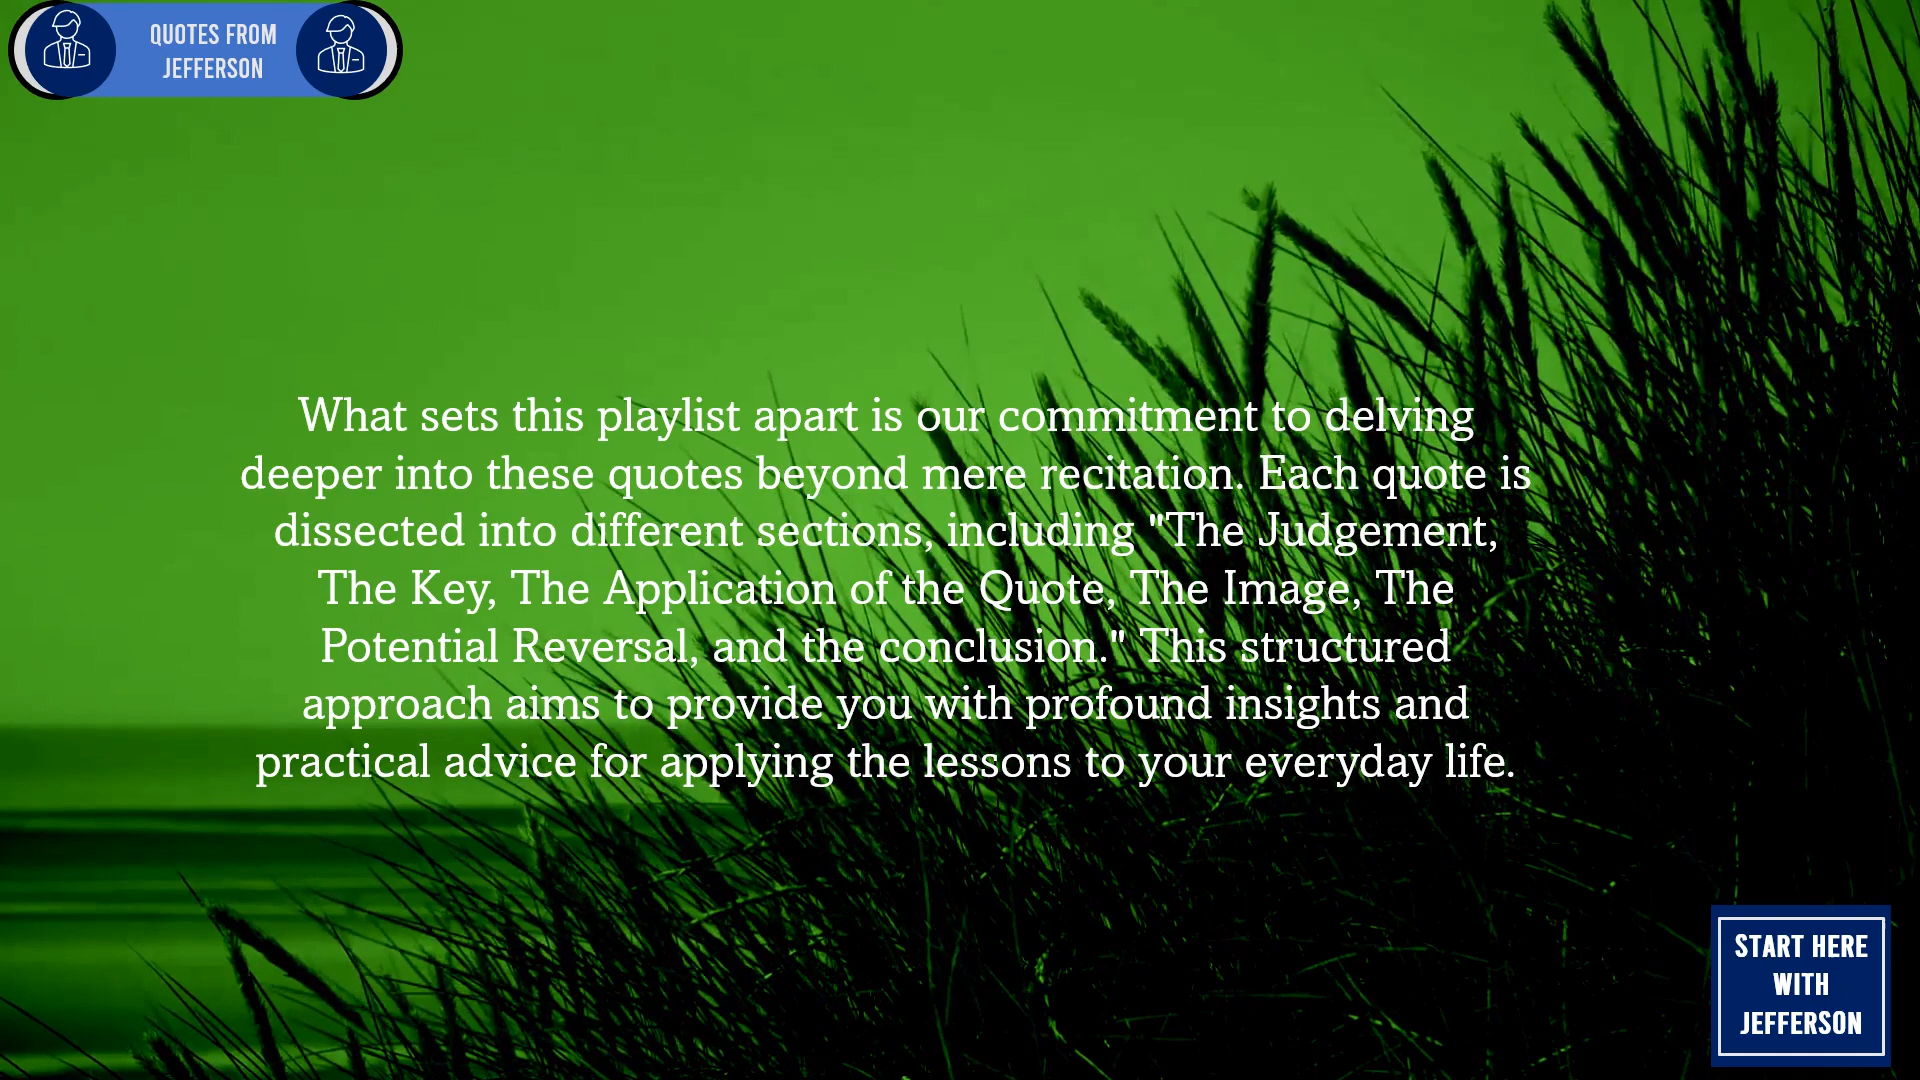 QUOTES FROM
JEFFERSON
What sets this playlist apart is our commitment to delving
deeper into these quotes beyond mere recitation. Each quote is
dissected into different sections, including "The Judgement,
The Key, The Application of the Quote, The Image, The
Potential Reversal, and the conclusion." This structured
approach aims to provide you with profound insights and
practical advice for applying the lessons to your everyday life.
START HERE
WITH
JEFFERSON